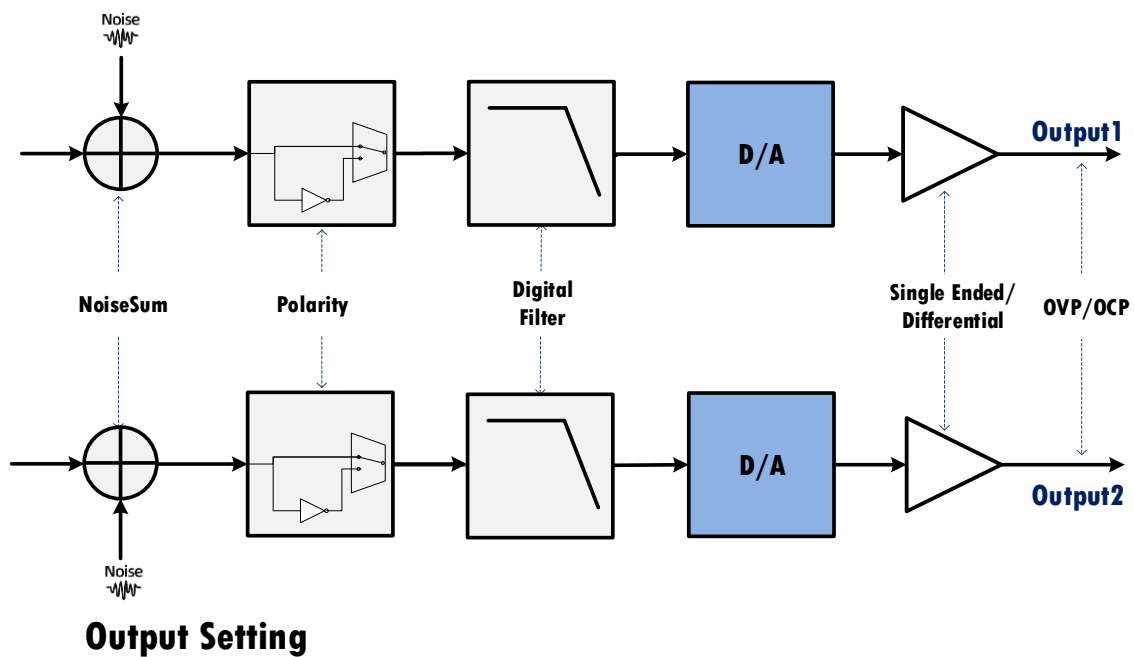 Noise
Output1
D/A
NoiseSum
Polarity
Digital
Filter
Single Ended/
Differential
OVP/OCP
D/A
Output2
Noise
Output Setting